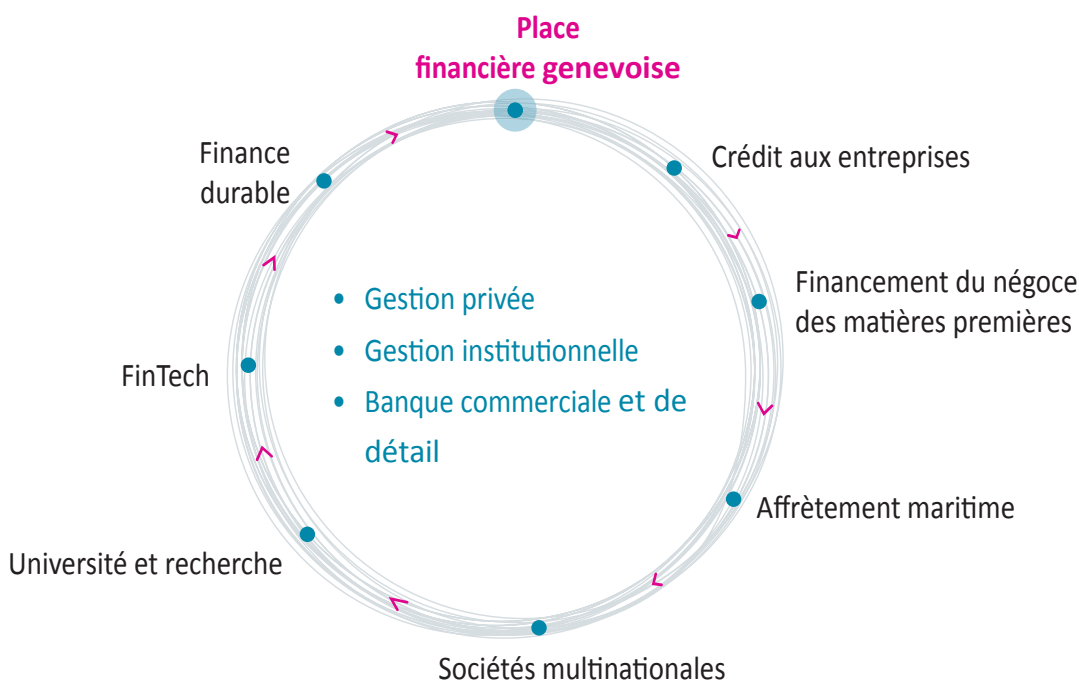 Place
financière genevoise
Crédit aux entreprises
Financement du négoce
des matières premières
Affrètement maritime
Sociétés multinationales
Université et recherche
FinTech
Finance
durable
• Gestion privée
• Gestion institutionnelle
• Banque commerciale et de
détail